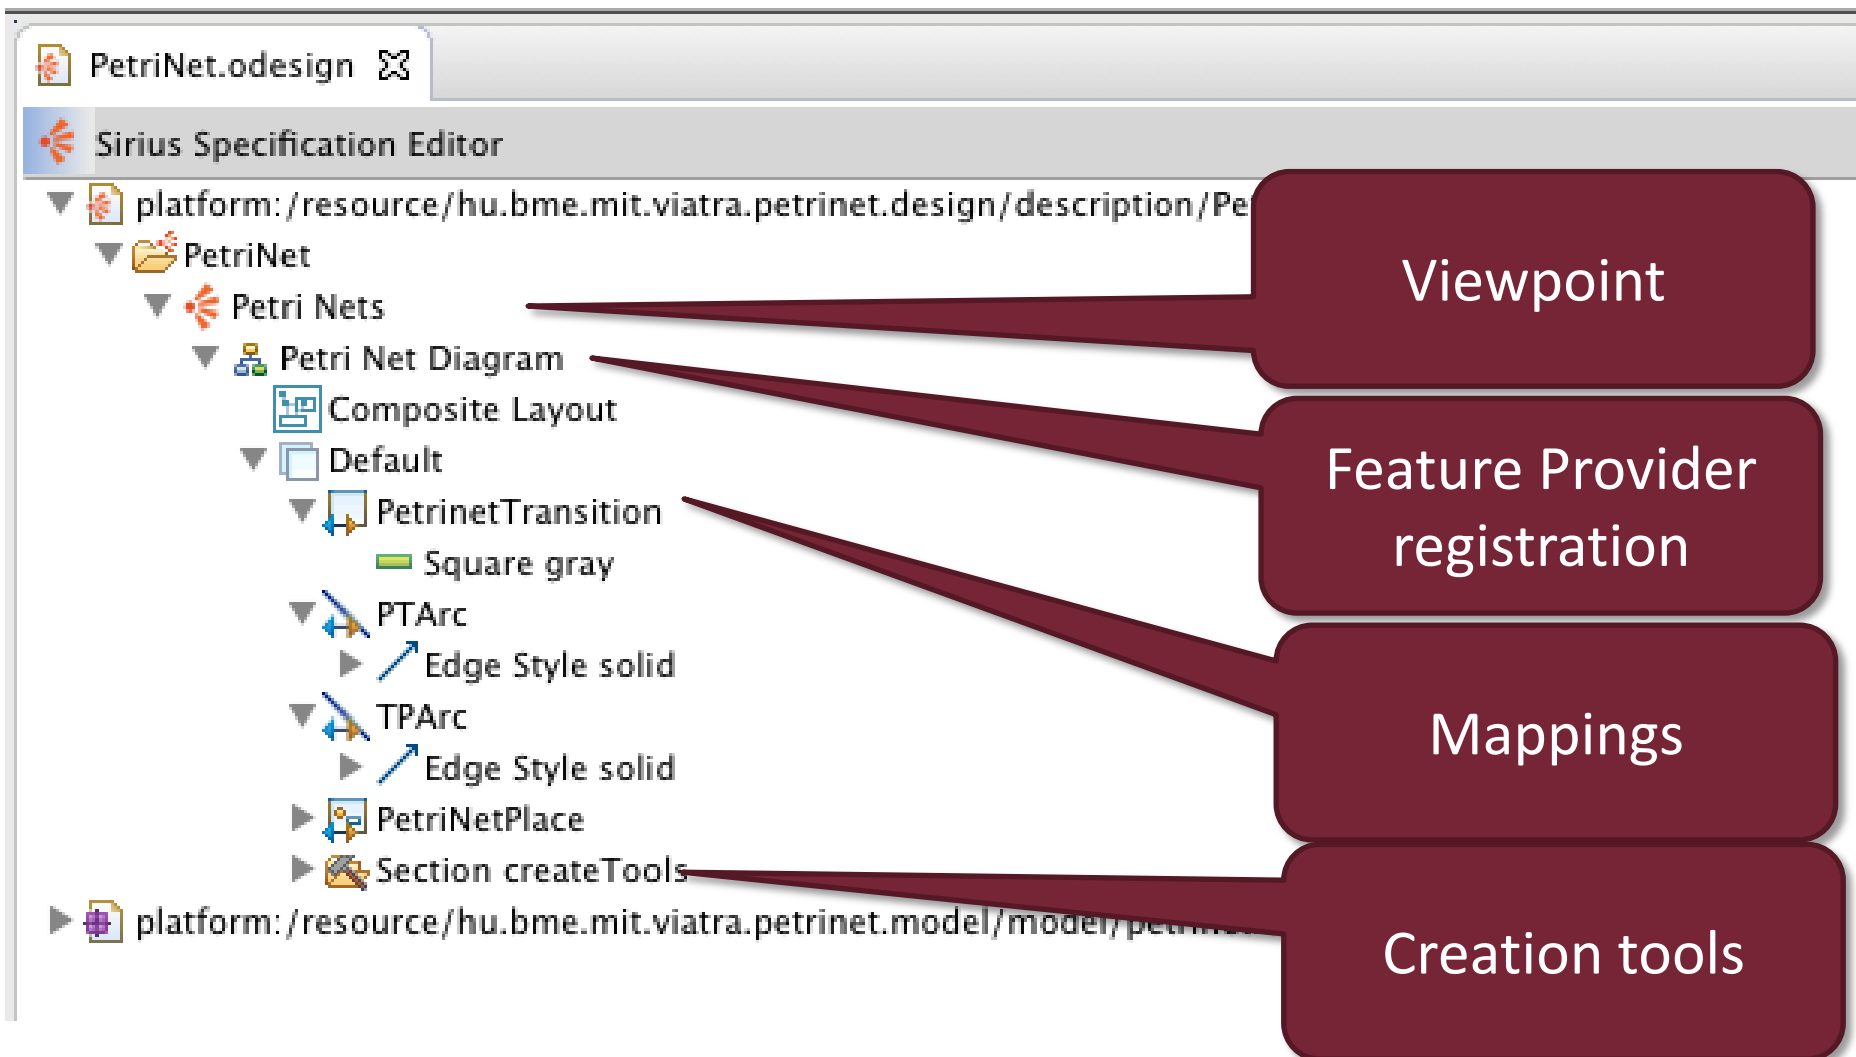 PetriNet.odesign
Sirius Specification Editor
platform:/resource/hu.bme.mit.viatra.petrinet.design/description/Pe
PetriNet
Petri Nets
Petri Net Diagram
Composite Layout
Default
PetrinetTransition
Square gray
PTArc
Edge Style solid
TPArc
Edge Style solid
PetriNetPlace
Section createTools
platform:/resource/hu.bme.mit.viatra.petrinet.model/model/
Viewpoint
Feature Provider
registration
Mappings
Creation tools